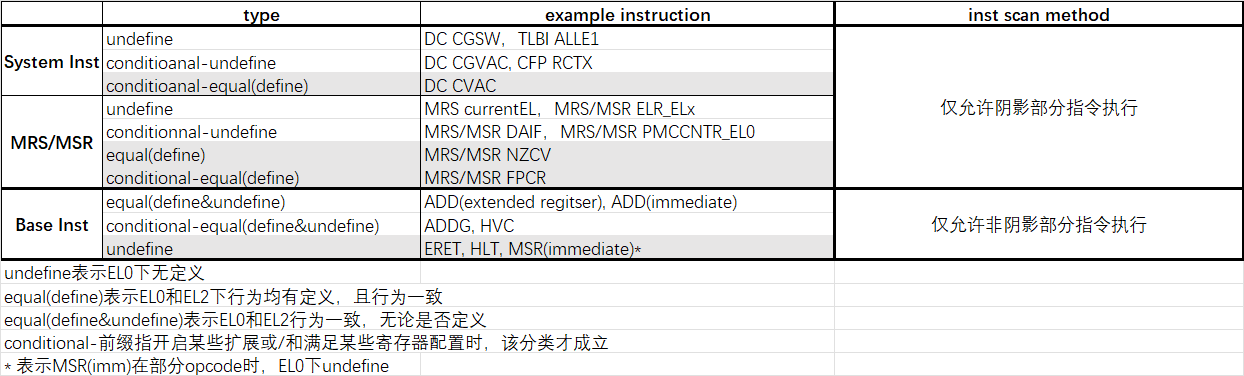 type example instruction inst scan method
System Inst
undefine DC CGSW，TLBI ALLE1
conditioanal-undefine DC CGVAC, CFP RCTX
conditioanal-equal(define) DC CVAC
仅允许阴影部分指令执行
MRS/MSR
undefine MRS currentEL，MRS/MSR ELR_ELx
conditionnal-undefine MRS/MSR DAIF，MRS/MSR PMCCNTR_EL0
equal(define) MRS/MSR NZCV
conditional-equal(define) MRS/MSR FPCR
Base Inst
equal(define&undefine) ADD(extended regitser), ADD(immediate)
conditional-equal(define&undefine) ADDG, HVC
undefine ERET, HLT, MSR(immediate)*
仅允许非阴影部分指令执行
undefine表示EL0下无定义
equal(define)表示EL0和EL2下行为均有定义，且行为一致
equal(define&undefine)表示EL0和EL2行为一致，无论是否定义
conditional-前缀指开启某些扩展或/和满足某些寄存器配置时，该分类才成立
* 表示MSR(imm)在部分opcode时，EL0下undefine